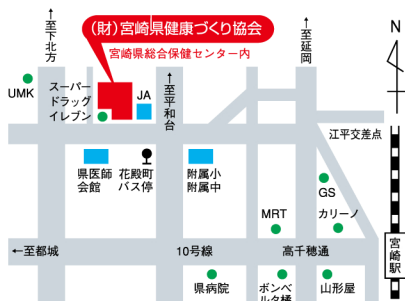 ↑至下北方
(財)宮崎県健康づくり協会
宮崎県総合保健センター内
↑至延岡
N
UMK
スーパー
ドラッグ
イレブン
JA
↑至平和台
江平交差点
県医師
会館
花殿町
バス停
附属小
附属中
GS
MRT
カリーノ
←至都城
10号線
高千穂通
宮崎駅
県病院
ボンベ
ルタ橘
山形屋